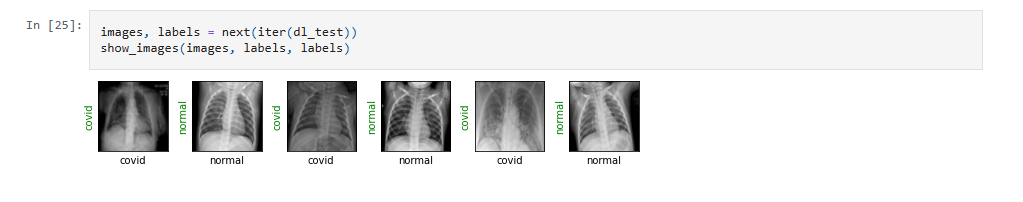 In [25]:
images, labels = next(iter(dl_test))
show_images(images, labels, labels)
covid
normal
covid
normal
covid
normal
covid
normal
covid
normal
covid
normal